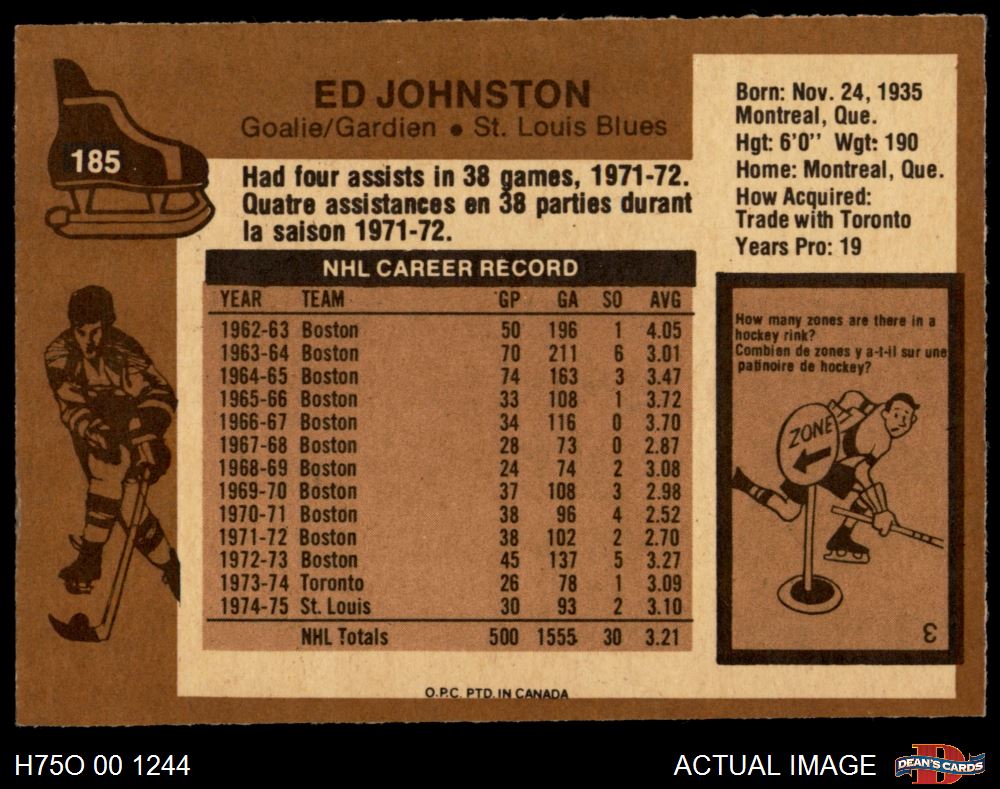 185
ED JOHNSTON
Goalie/Gardien • St. Louis Blues
Had four assists in 38 games, 1971-72.
Quatre assistances en 38 parties durant
la saison 1971-72.
Born: Nov. 24, 1935
Montreal, Que.
Hgt: 6'0'' Wgt: 190
Home: Montreal, Que.
How Acquired:
Trade with Toronto
Years Pro: 19
NHL CAREER RECORD
YEAR TEAM GP GA SO AVG
1962-63 Boston 50 196 1 4.05
1963-64 Boston 70 211 6 3.01
1964-65 Boston 74 163 3 3.47
1965-66 Boston 33 108 1 3.72
1966-67 Boston 34 116 0 3.70
1967-68 Boston 28 73 0 2.87
1968-69 Boston 24 74 2 3.08
1969-70 Boston 37 108 3 2.98
1970-71 Boston 38 96 4 2.52
1971-72 Boston 38 102 2 2.70
1972-73 Boston 45 137 5 3.27
1973-74 Toronto 26 78 1 3.09
1974-75 St. Louis 30 93 2 3.10
NHL Totals 500 1555 30 3.21
How many zones are there in a
hockey rink?
Combien de zones y a-t-il sur une
patinoire de hockey?
ZONE
3
O.P.C. PTD. IN CANADA
H75O 00 1244
ACTUAL IMAGE
D
DEAN'S CARDS